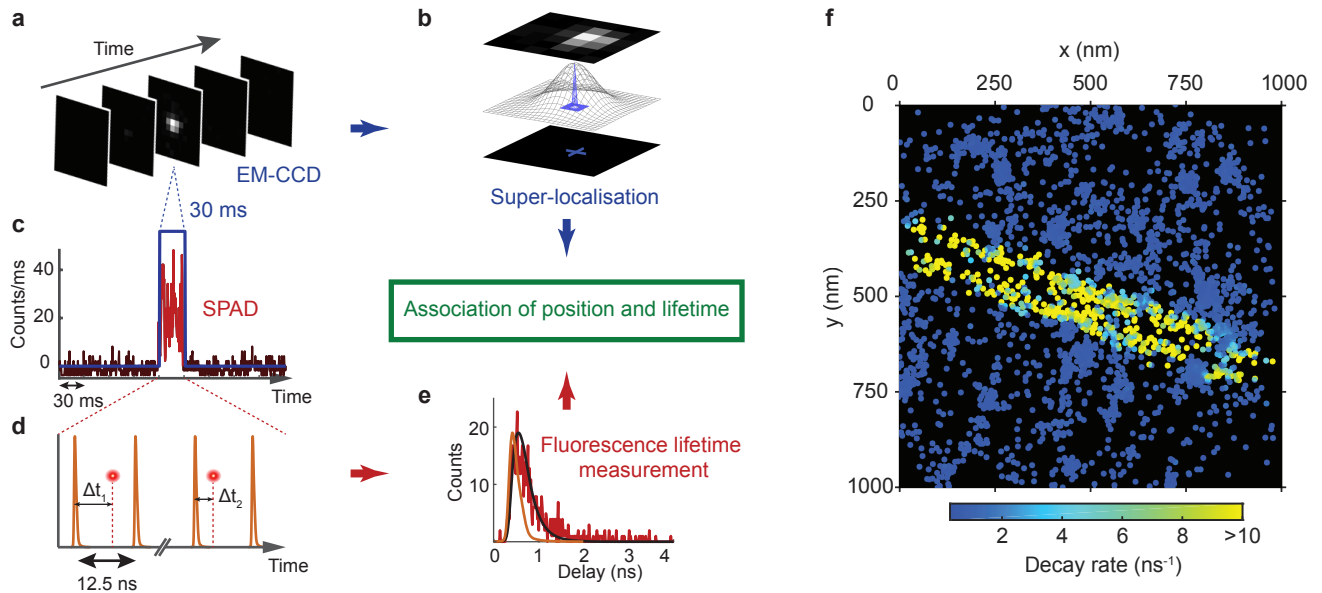 a
Time
EM-CCD
30 ms
b
Super-localisation
c
Counts/ms
40
20
0
SPAD
Time
30 ms
Association of position and lifetime
d
Δt1
Δt2
Time
12.5 ns
e
Counts
20
10
0 1 2 3 4
Delay (ns)
Fluorescence lifetime
measurement
f
x (nm)
0 250 500 750 1000
y (nm)
0
250
500
750
1000
2 4 6 8 >10
Decay rate (ns-1)